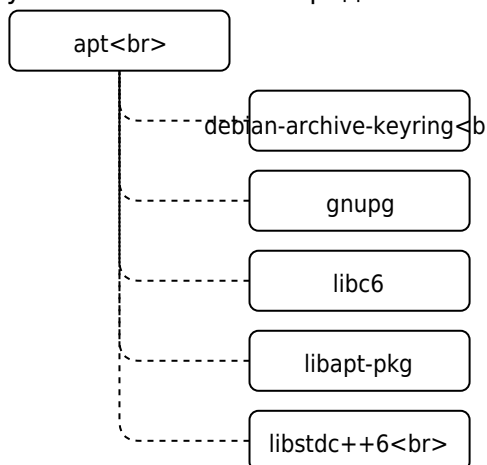 apt<br>
debian-archive-keyring<b
gnupg
libc6
libapt-pkg
libstdc++6<br>